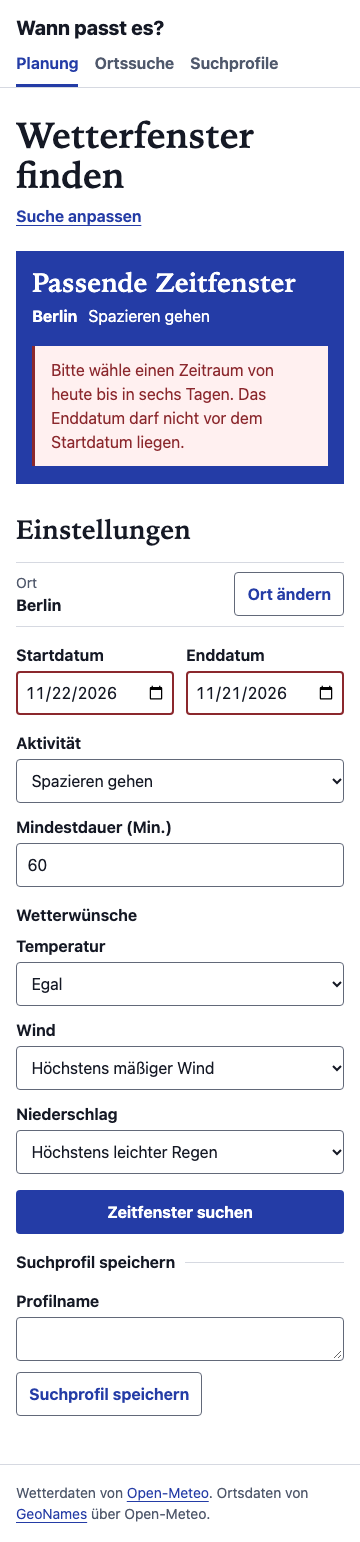 Wann passt es?
Planung Ortssuche Suchprofile
Wetterfenster
finden
Suche anpassen
Passende Zeitfenster
Berlin Spazieren gehen
Bitte wähle einen Zeitraum von
heute bis in sechs Tagen. Das
Enddatum darf nicht vor dem
Startdatum liegen.
Einstellungen
Ort
Berlin
Ort ändern
Startdatum Enddatum
11/22/2026 11/21/2026
Aktivität
Spazieren gehen
Mindestdauer (Min.)
60
Wetterwünsche
Temperatur
Egal
Wind
Höchstens mäßiger Wind
Niederschlag
Höchstens leichter Regen
Zeitfenster suchen
Suchprofil speichern
Profilname
Suchprofil speichern
Wetterdaten von Open-Meteo. Ortsdaten von
GeoNames über Open-Meteo.